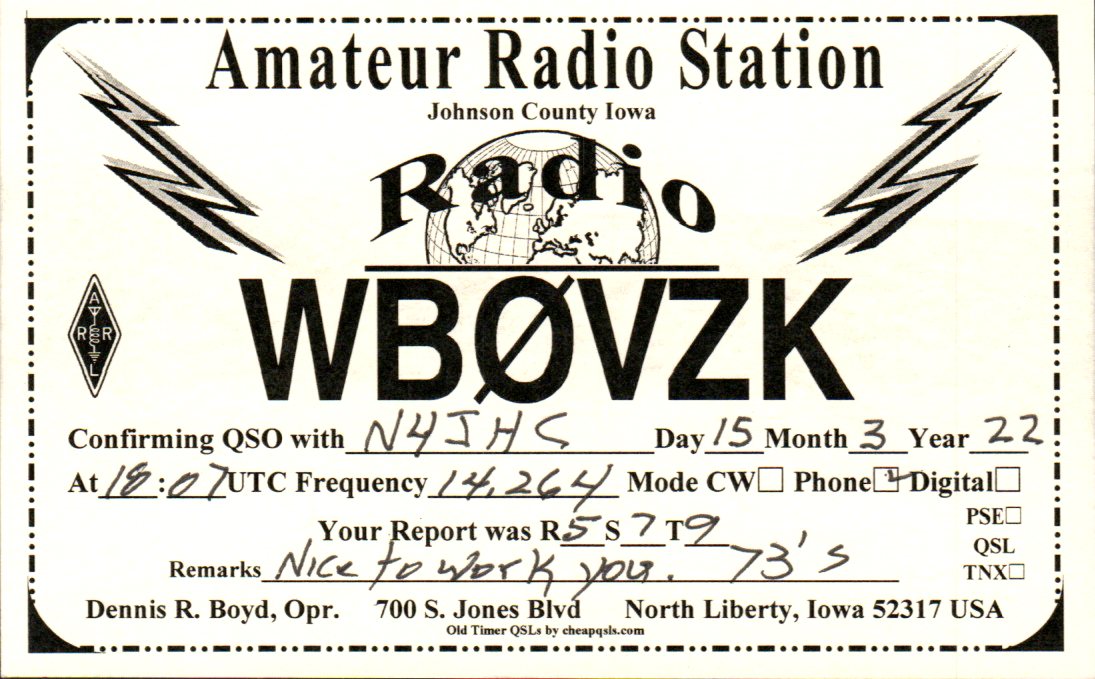 Amateur Radio Station
Johnson County Iowa
Radio
WBØVZK
A
R R
L
Confirming QSO with N4JHC Day 15 Month 3 Year 22
At 18:07 UTC Frequency 14.264 Mode CW☐ Phone☑ Digital☐
Your Report was R 5 S 7 T 9
PSE☐
QSL
TNX☐
Remarks Nice to work you. 73's
Dennis R. Boyd, Opr. 700 S. Jones Blvd North Liberty, Iowa 52317 USA
Old Timer QSLs by cheapqsls.com